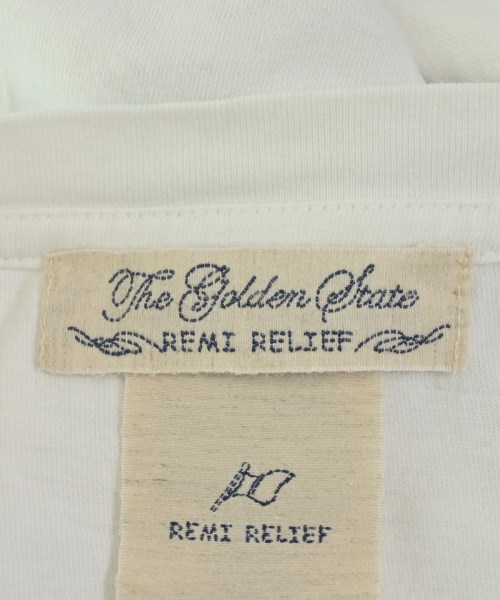 The Golden State
REMI RELIEF
REMI RELIEF